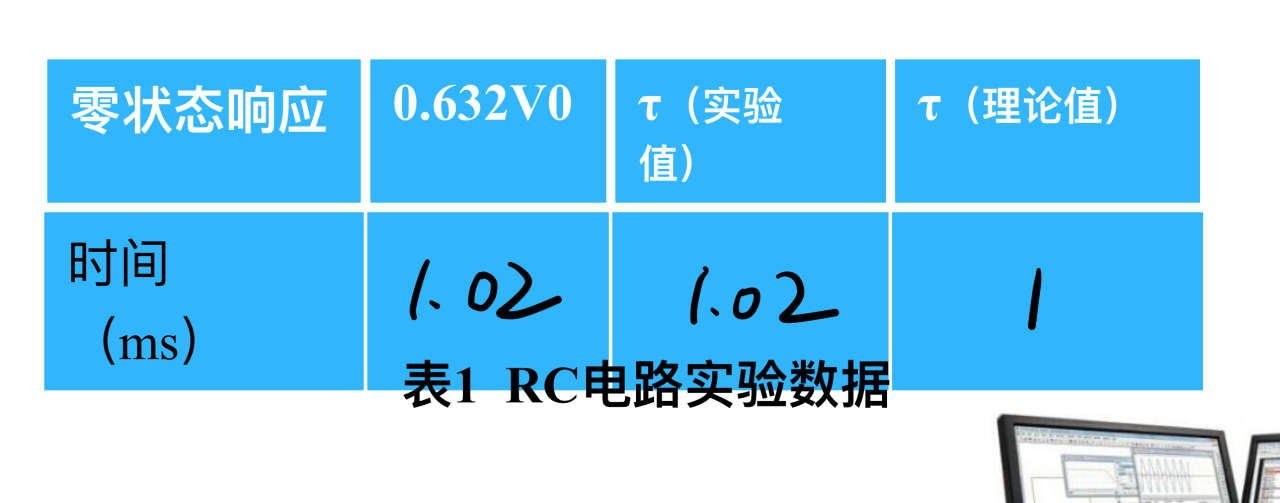 零状态响应 0.632V0 τ（实验值） τ（理论值）
时间（ms） 1.02 1.02 1
表1 RC电路实验数据